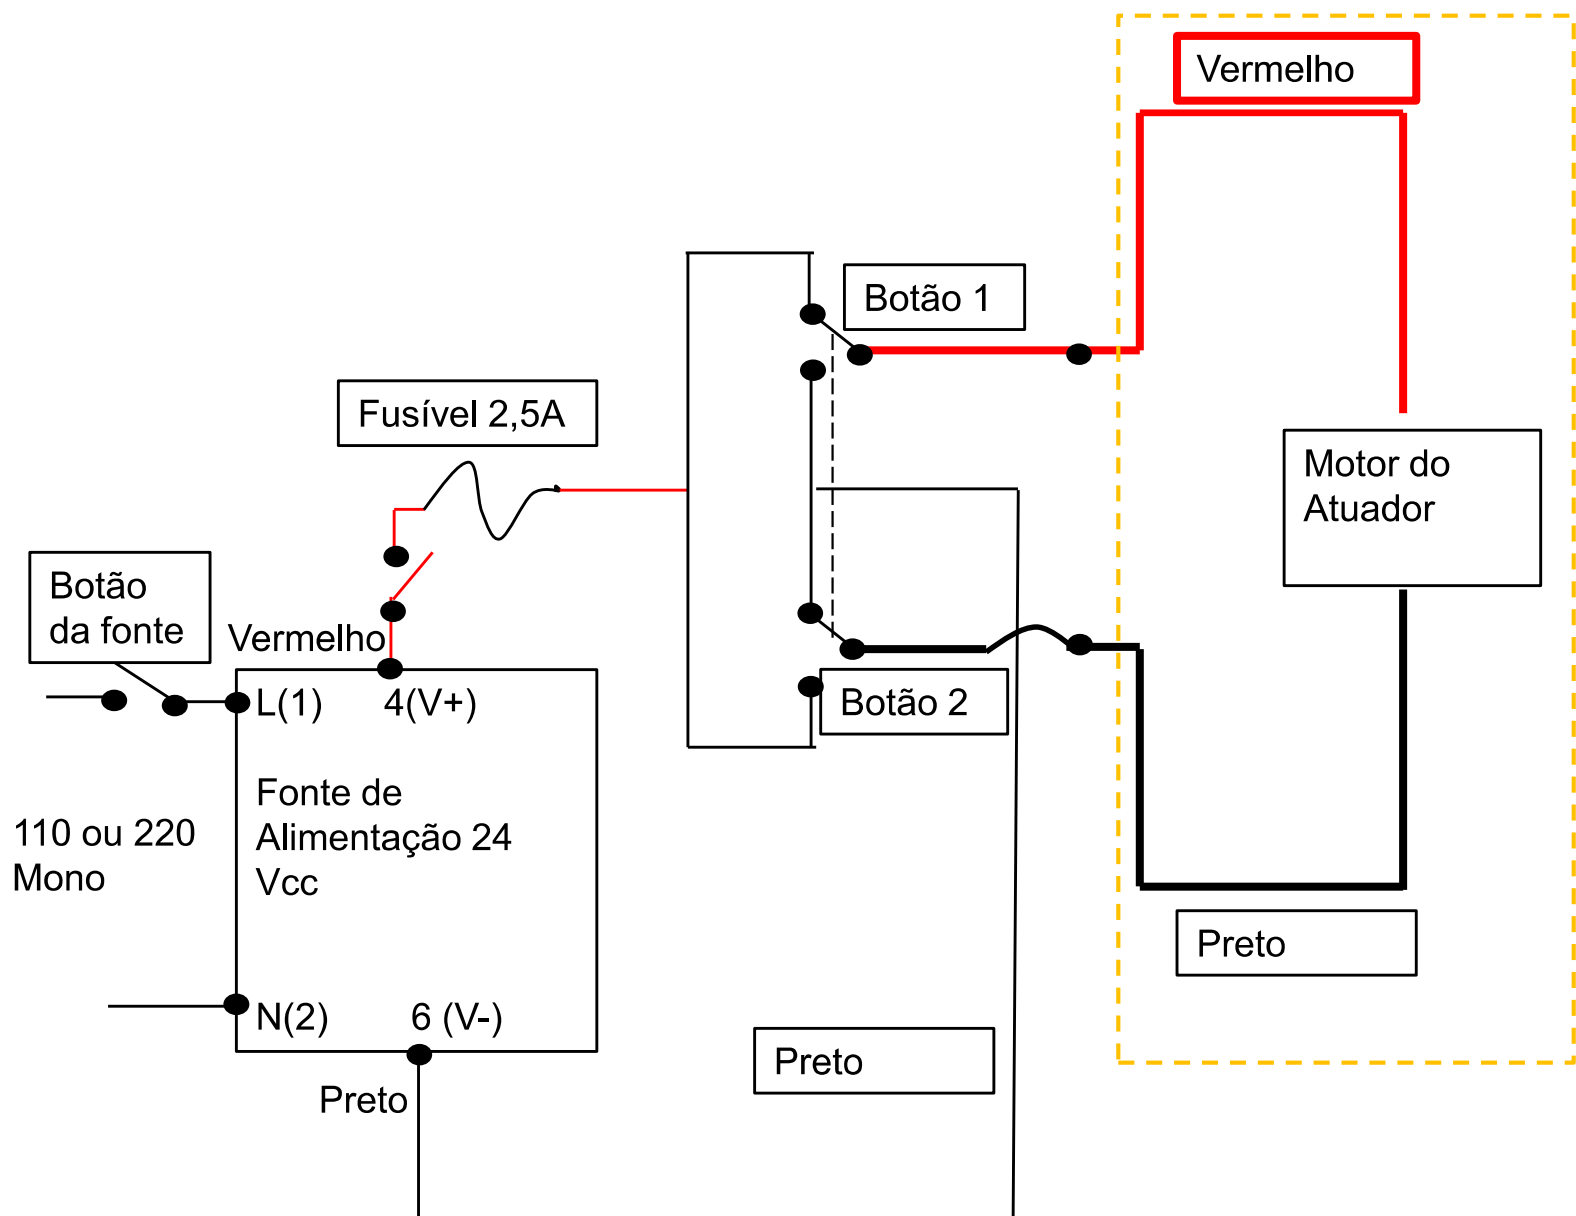 Vermelho
Botão 1
Fusível 2,5A
Motor do
Atuador
Botão
da fonte
Vermelho
L(1)
4(V+)
Botão 2
Fonte de
Alimentação 24
Vcc
110 ou 220
Mono
Preto
N(2)
6 (V-)
Preto
Preto